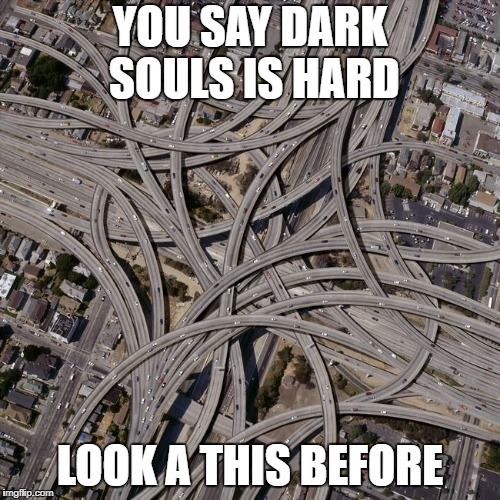 YOU SAY DARK
SOULS IS HARD
LOOK A THIS BEFORE
imgflip.com